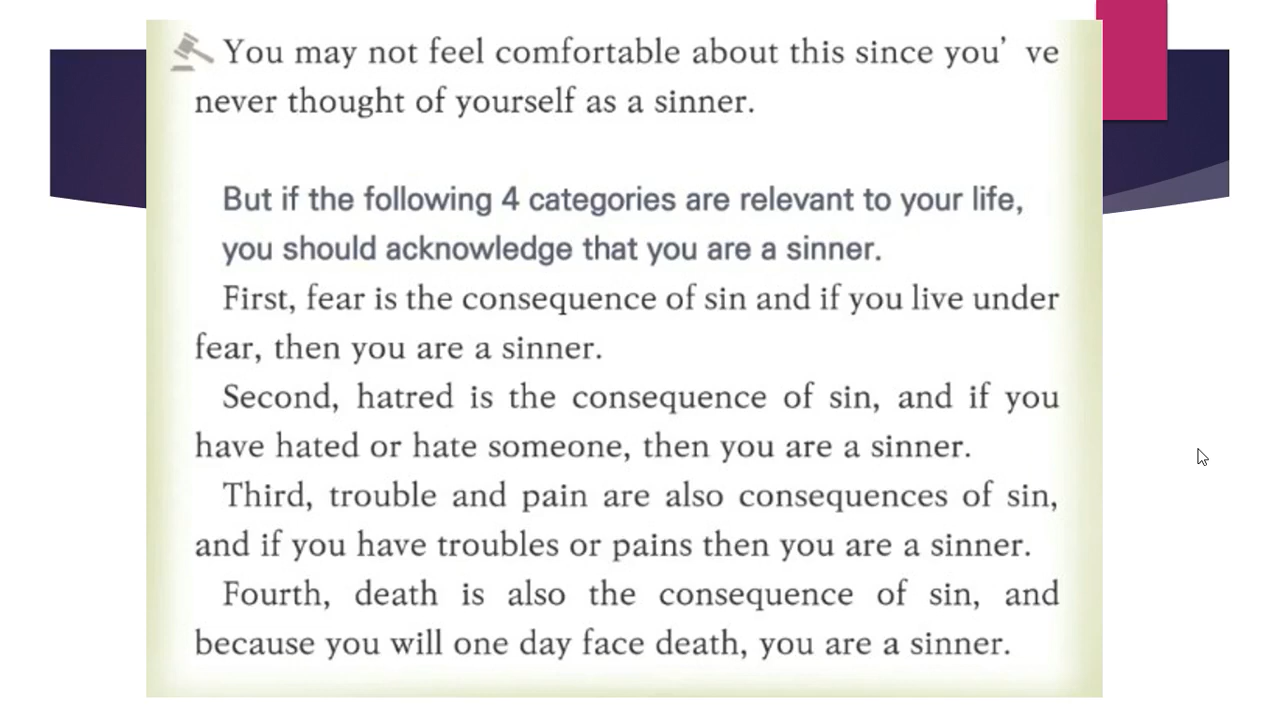 You may not feel comfortable about this since you’ ve
never thought of yourself as a sinner.
But if the following 4 categories are relevant to your life,
you should acknowledge that you are a sinner.
First, fear is the consequence of sin and if you live under
fear, then you are a sinner.
Second, hatred is the consequence of sin, and if you
have hated or hate someone, then you are a sinner.
Third, trouble and pain are also consequences of sin,
and if you have troubles or pains then you are a sinner.
Fourth, death is also the consequence of sin, and
because you will one day face death, you are a sinner.